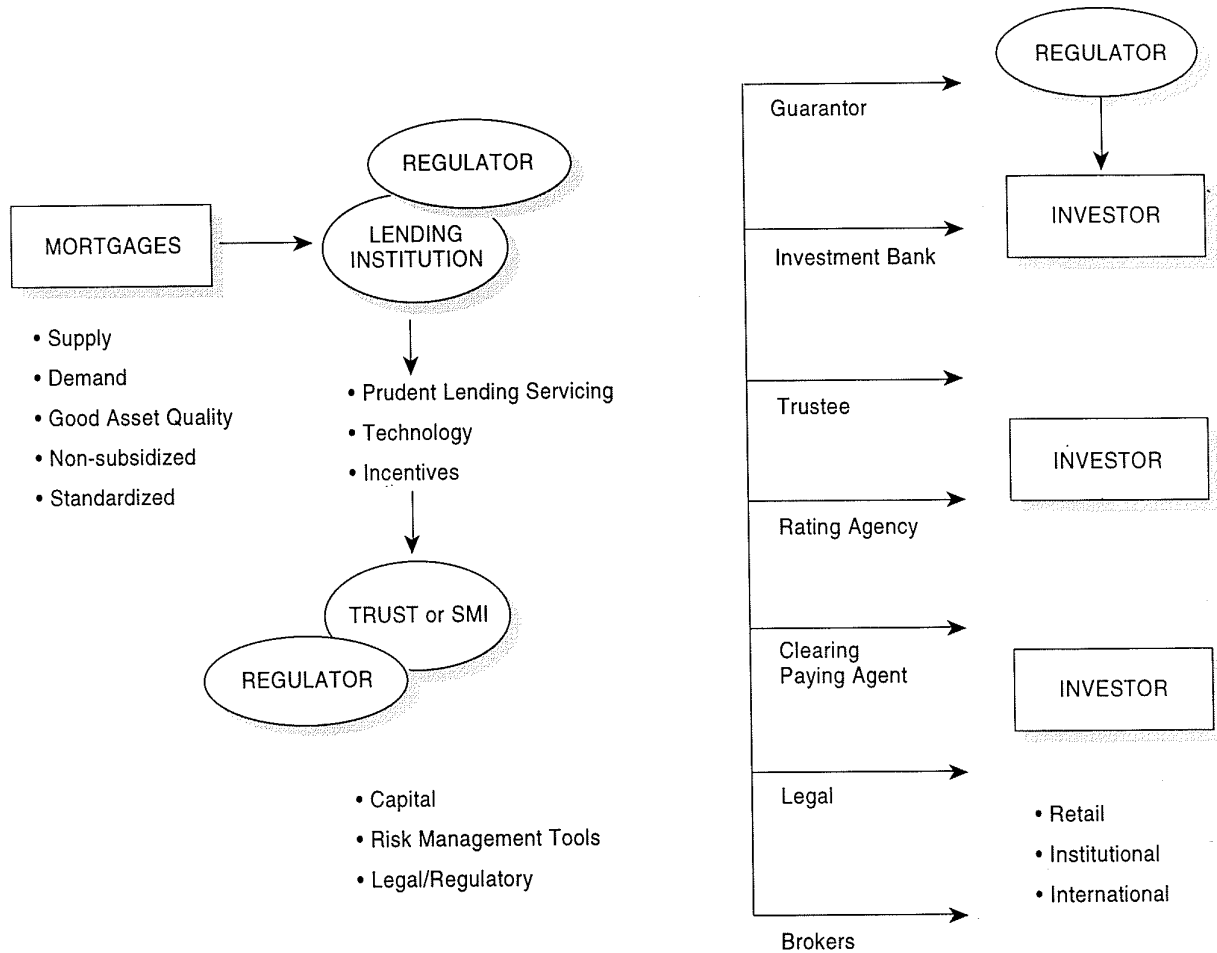 REGULATOR
MORTGAGES
LENDING
INSTITUTION
• Supply
• Demand
• Good Asset Quality
• Non-subsidized
• Standardized
• Prudent Lending Servicing
• Technology
• Incentives
TRUST or SMI
REGULATOR
• Capital
• Risk Management Tools
• Legal/Regulatory
Guarantor
Investment Bank
Trustee
Rating Agency
Clearing
Paying Agent
Legal
Brokers
REGULATOR
INVESTOR
INVESTOR
INVESTOR
• Retail
• Institutional
• International